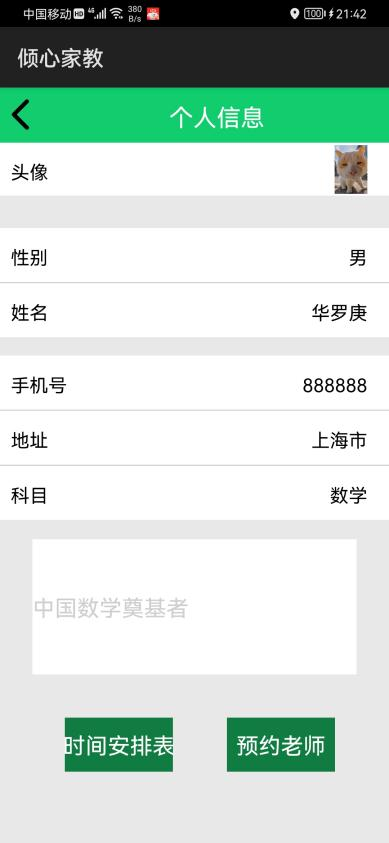 中国移动 HD 4G 380 B/s 100 21:42
倾心家教
个人信息
头像
性别 男
姓名 华罗庚
手机号 888888
地址 上海市
科目 数学
中国数学奠基者
时间安排表 预约老师